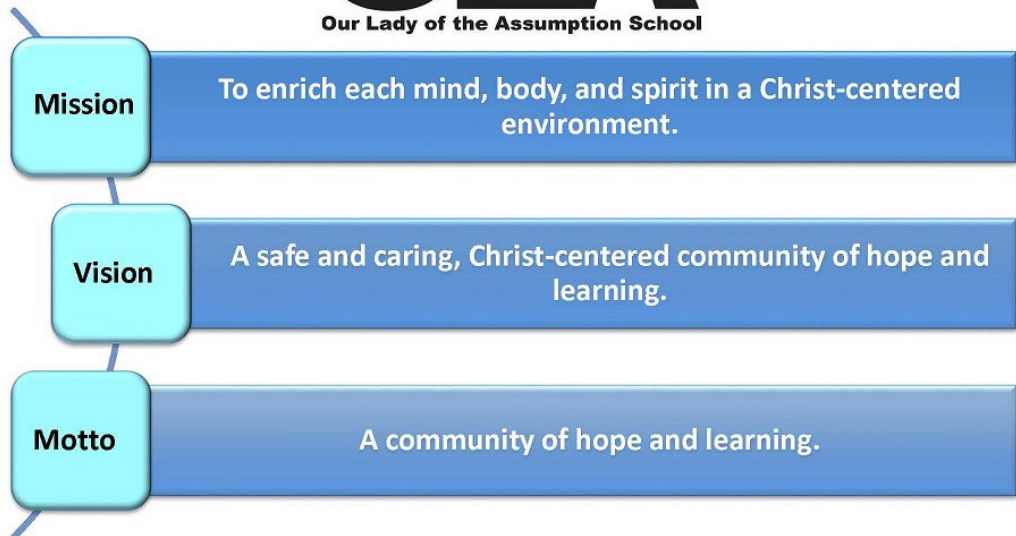 Our Lady of the Assumption School
Mission
To enrich each mind, body, and spirit in a Christ-centered
environment.
Vision
A safe and caring, Christ-centered community of hope and
learning.
Motto
A community of hope and learning.